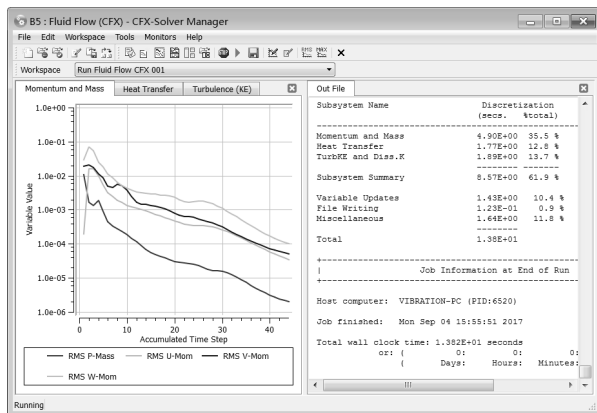 B5 : Fluid Flow (CFX) - CFX-Solver Manager
File Edit Workspace Tools Monitors Help
RMS MAX
Workspace Run Fluid Flow CFX 001
Momentum and Mass Heat Transfer Turbulence (KE)
1.0e+00
1.0e-01
1.0e-02
1.0e-03
1.0e-04
1.0e-05
1.0e-06
Variable Value
0 10 20 30 40
Accumulated Time Step
RMS P-Mass RMS U-Mom RMS V-Mom
RMS W-Mom
Out File
Subsystem Name Discretization
(secs. %total)
Momentum and Mass 4.90E+00 35.5 %
Heat Transfer 1.77E+00 12.8 %
TurbKE and Diss.K 1.89E+00 13.7 %
Subsystem Summary 8.57E+00 61.9 %
Variable Updates 1.43E+00 10.4 %
File Writing 1.23E-01 0.9 %
Miscellaneous 1.64E+00 11.8 %
Total 1.38E+01
Job Information at End of Run
Host computer: VIBRATION-PC (PID:6520)
Job finished: Mon Sep 04 15:55:51 2017
Total wall clock time: 1.382E+01 seconds
or: ( 0: 0: 0:
( Days: Hours: Minutes:
Running